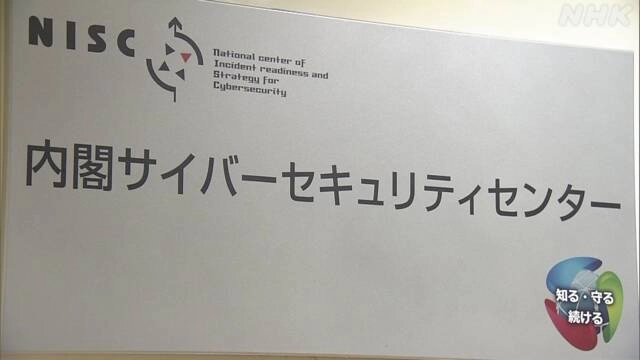 NHK
NISC
National center of
Incident readiness and
Strategy for
Cybersecurity
内閣サイバーセキュリティセンター
知る・守る
続ける